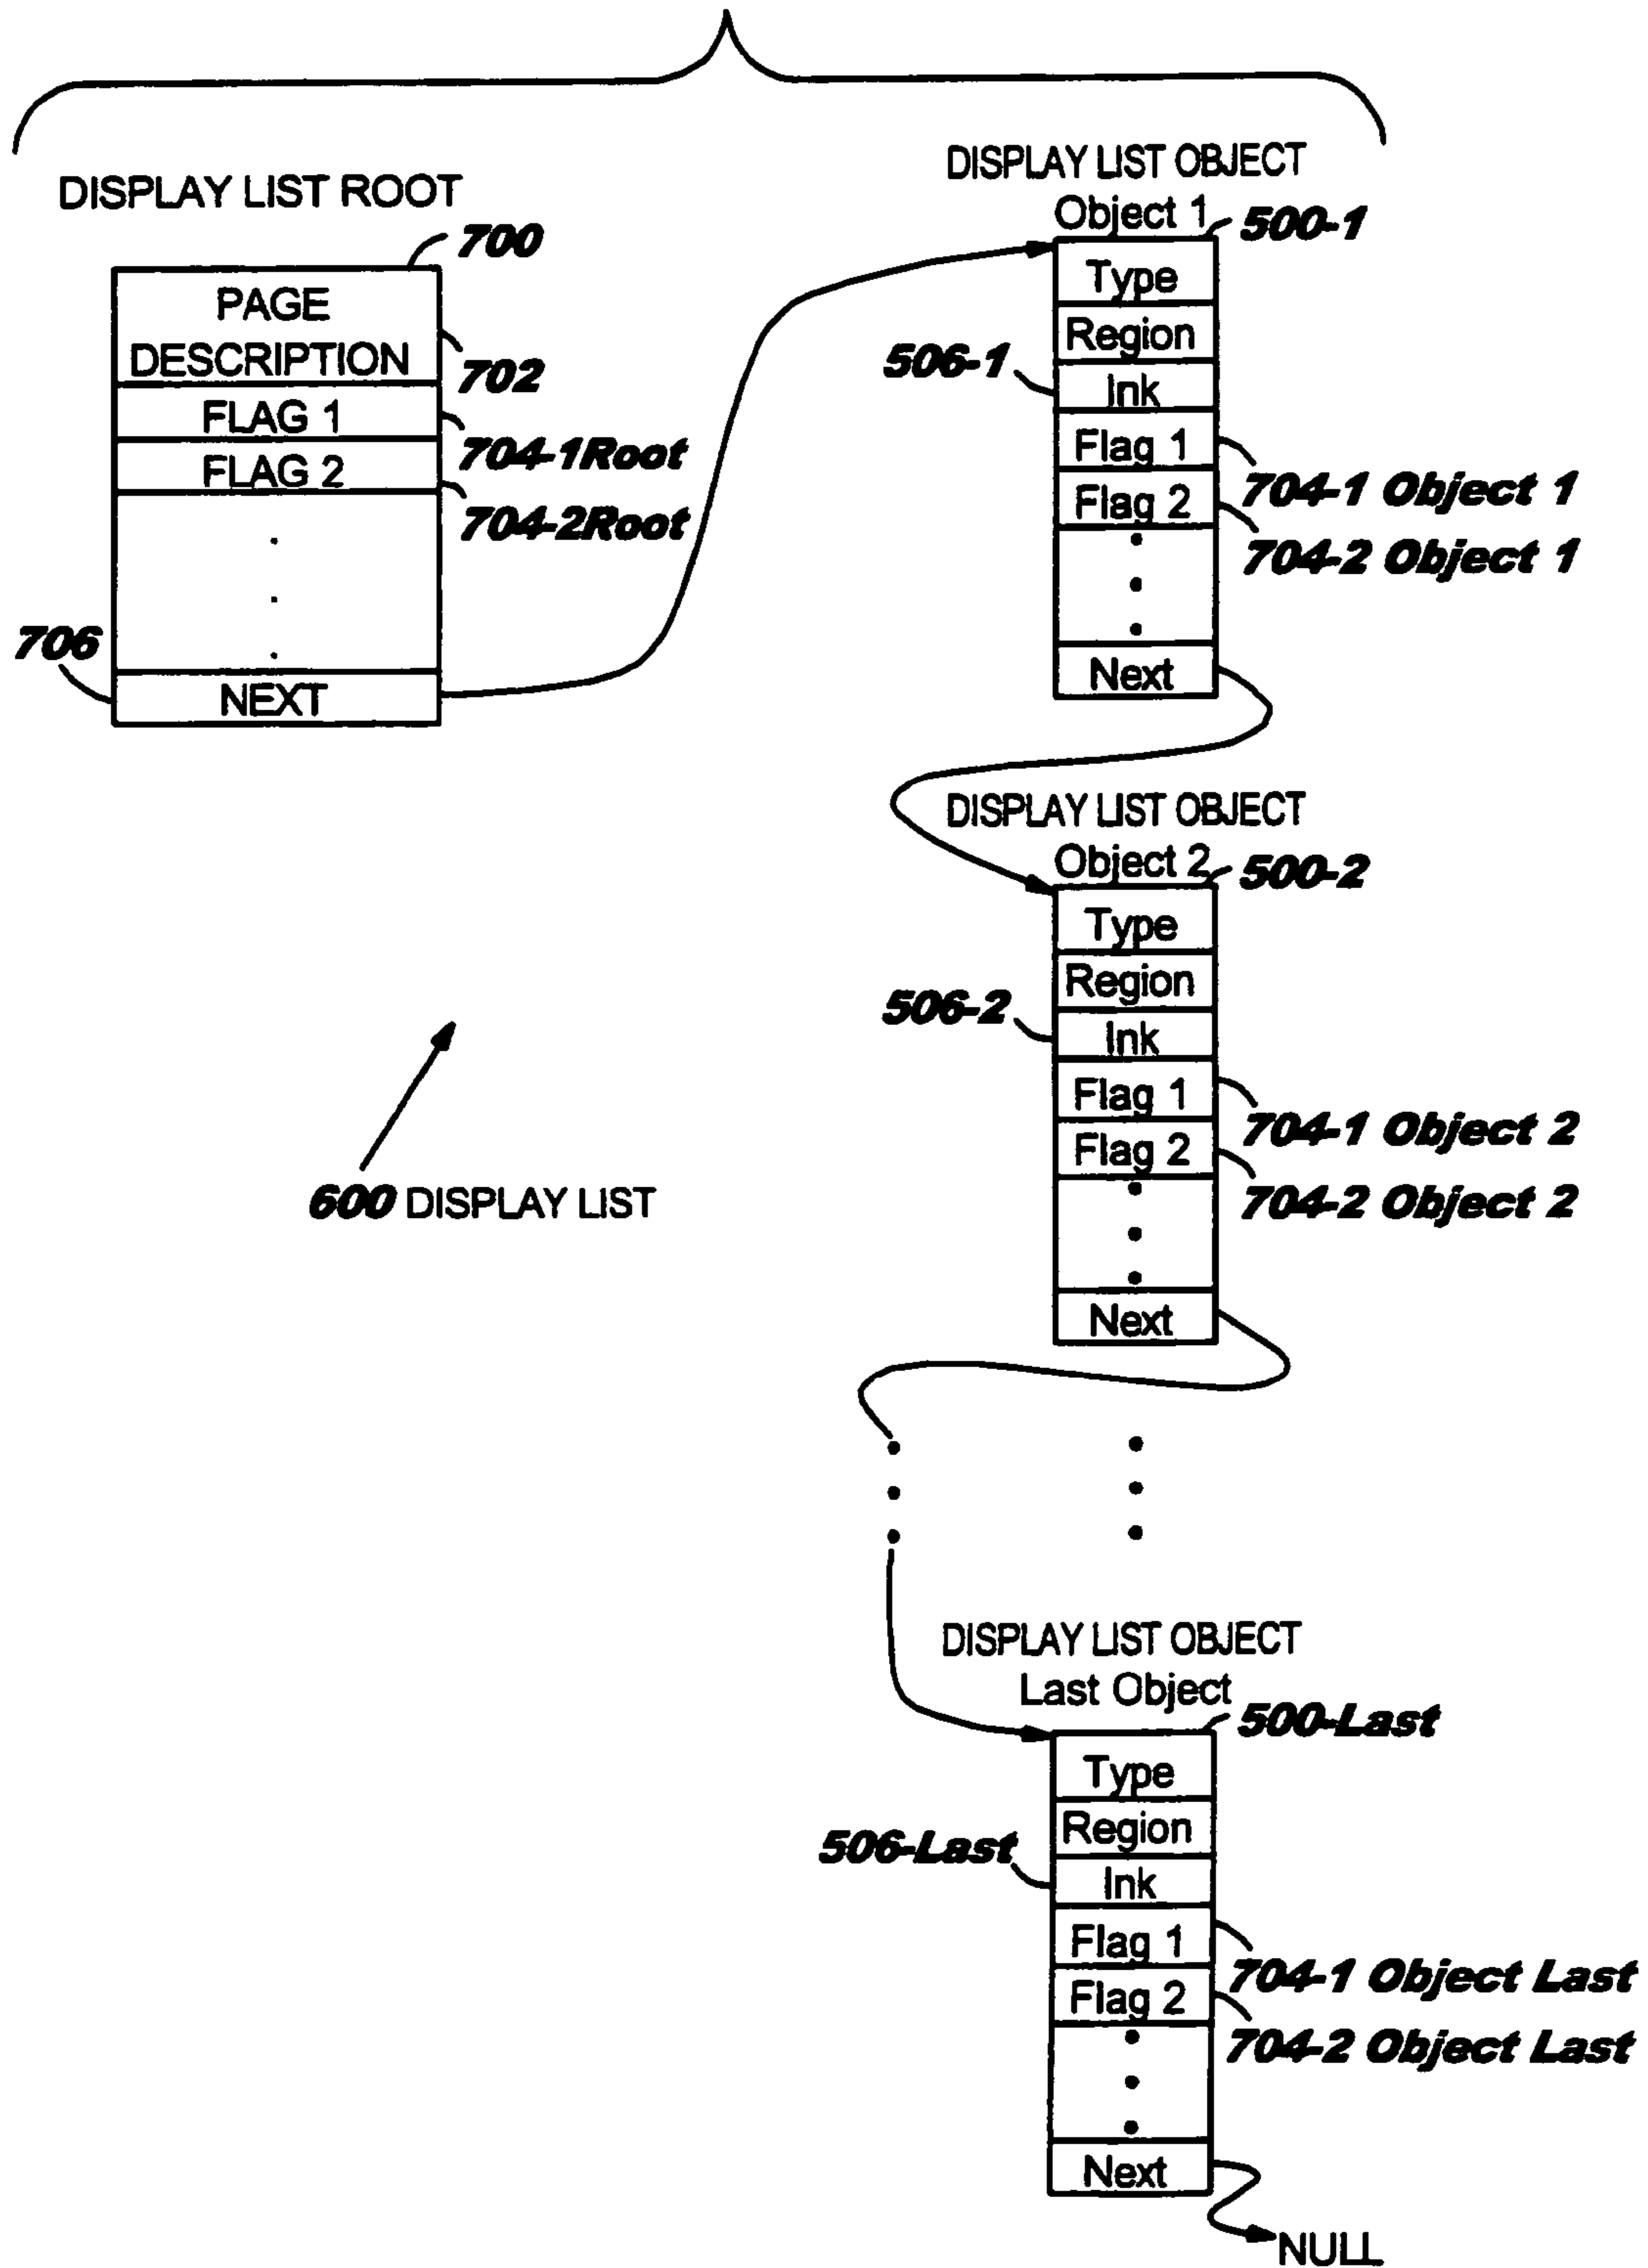 DISPLAY LIST ROOT
700
PAGE
DESCRIPTION
702
FLAG 1
704-1Root
FLAG 2
704-2Root
706
NEXT
DISPLAY LIST OBJECT
Object 1
500-1
Type
Region
506-1
Ink
Flag 1
704-1 Object 1
Flag 2
704-2 Object 1
Next
DISPLAY LIST OBJECT
Object 2
500-2
Type
Region
506-2
Ink
Flag 1
704-1 Object 2
Flag 2
704-2 Object 2
Next
600 DISPLAY LIST
DISPLAY LIST OBJECT
Last Object
500-Last
Type
Region
506-Last
Ink
Flag 1
704-1 Object Last
Flag 2
704-2 Object Last
Next
NULL